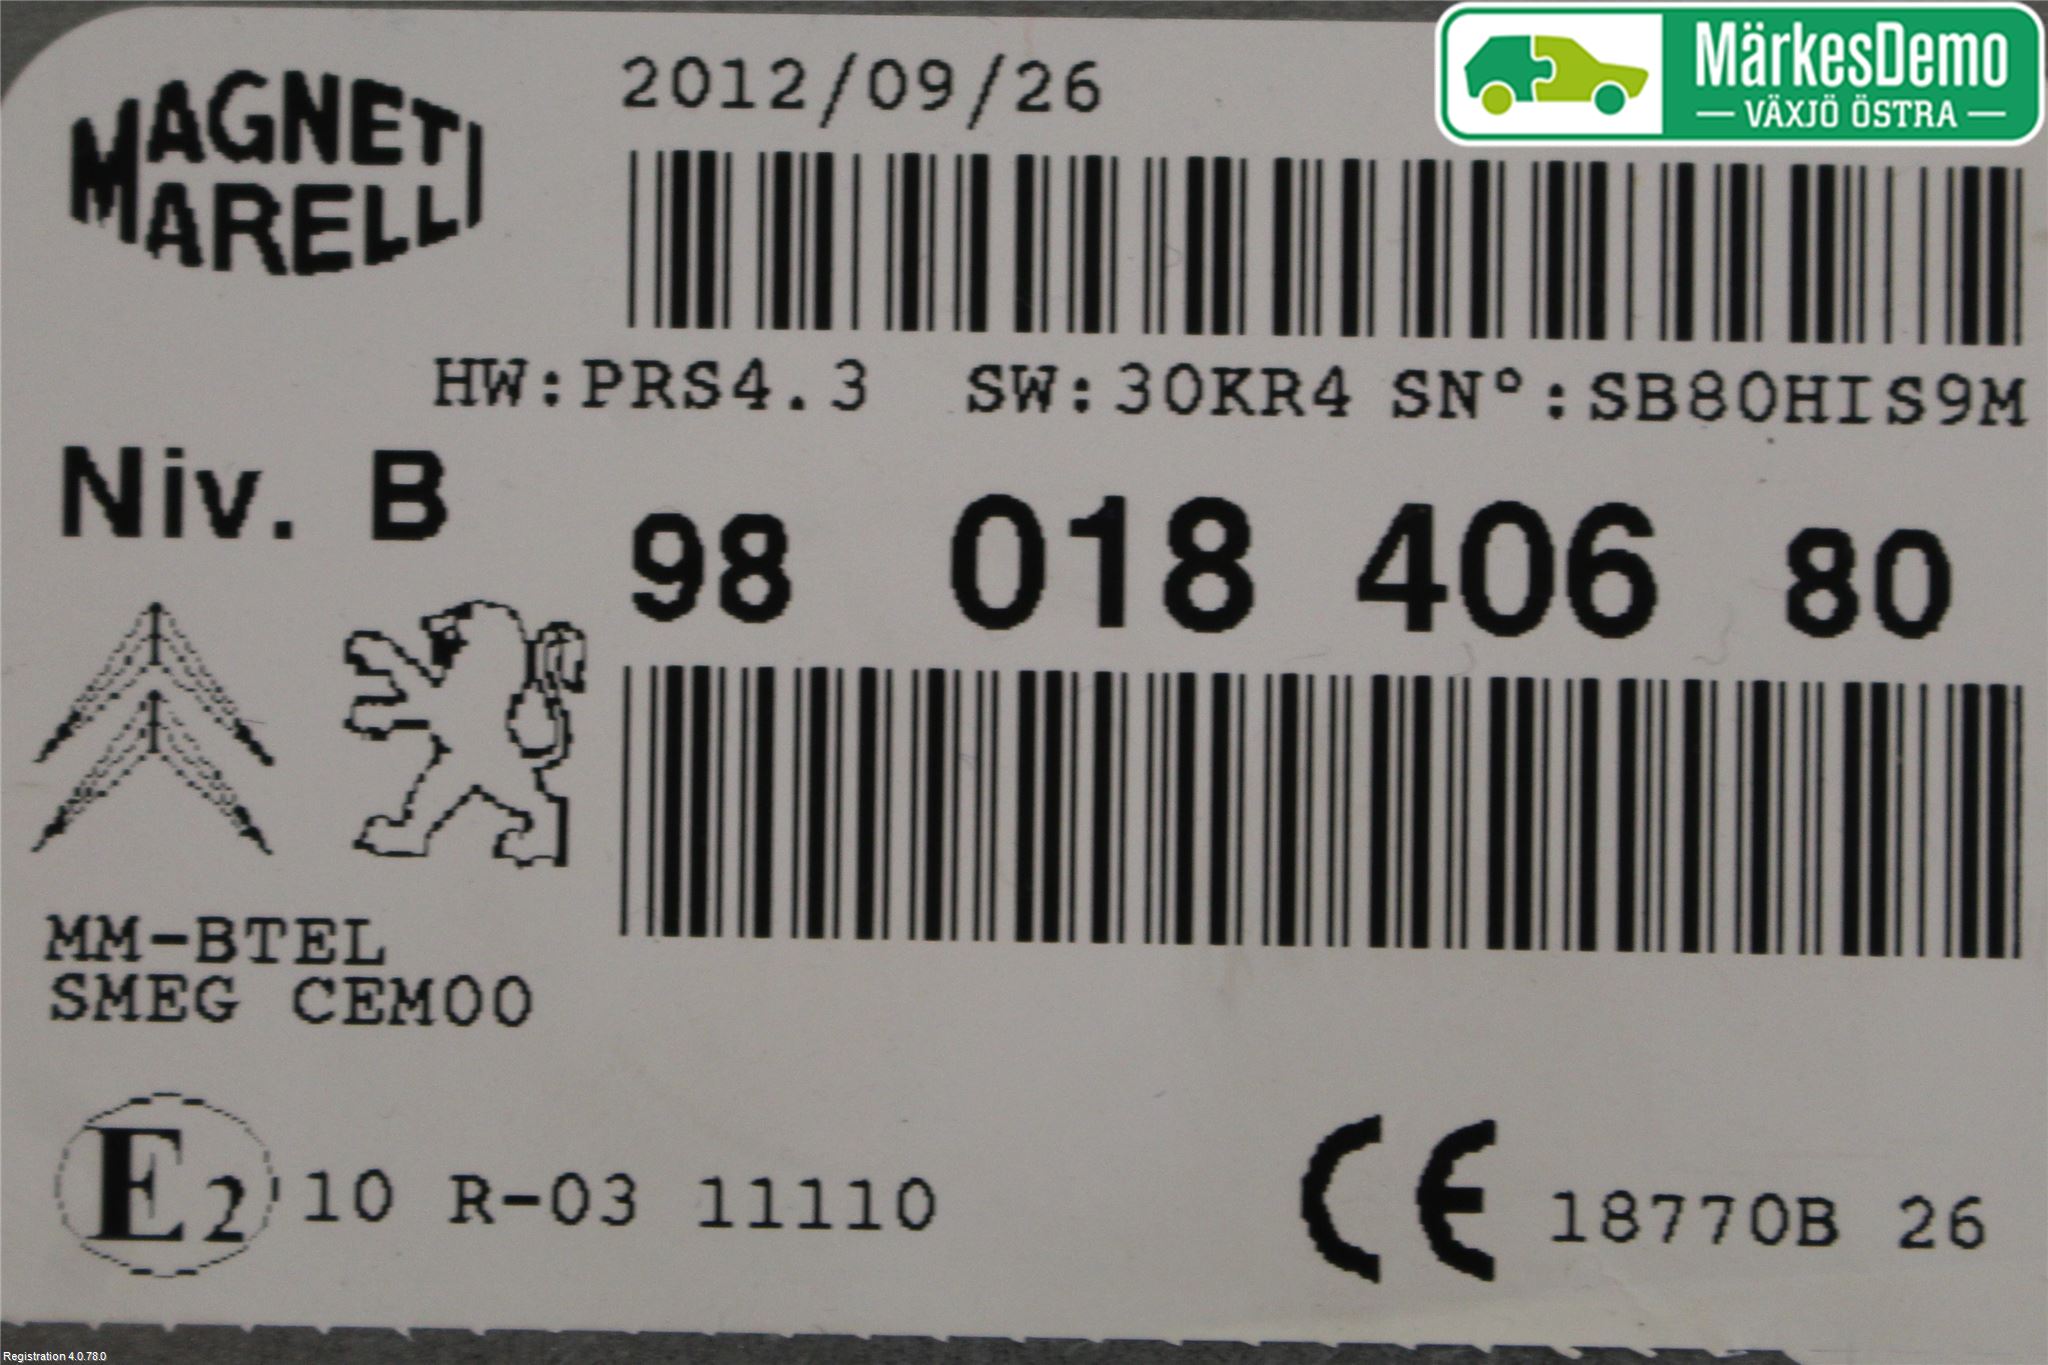 MärkesDemo
VÄXJÖ ÖSTRA
MAGNETI
MARELLI
2012/09/26
HW:PRS4.3 SW:30KR4 SN°:SB80HIS9M
Niv. B
98 018 406 80
MM-BTEL
SMEG CEM00
E2 10 R-03 11110
CE 18770B 26
Registration 4.0.78.0